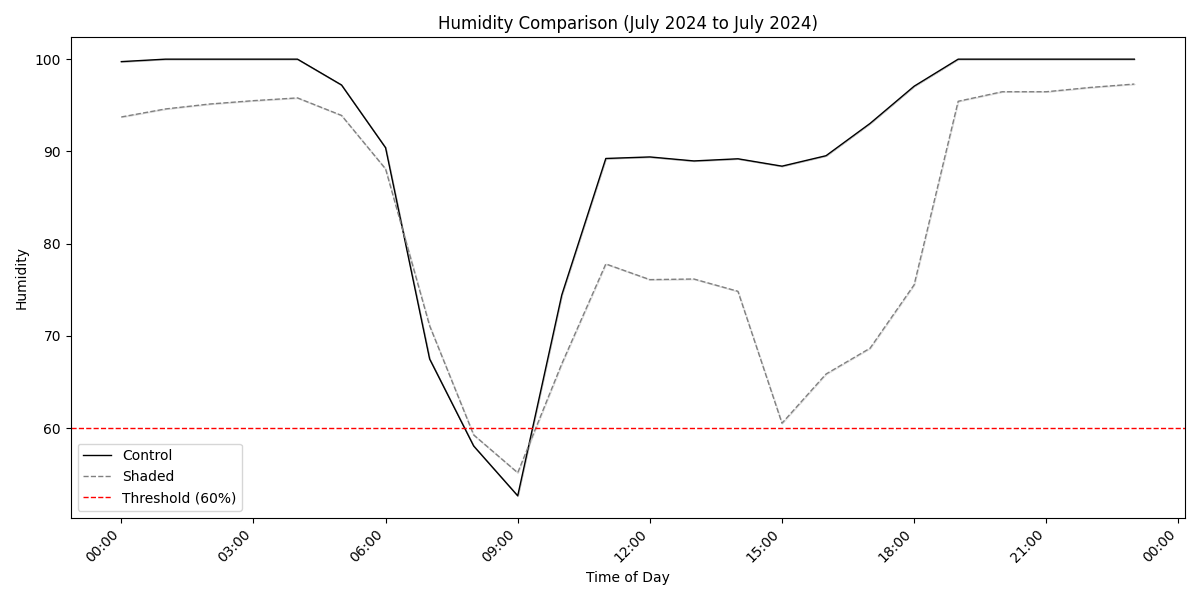 Humidity Comparison (July 2024 to July 2024)
100
90
80
70
60
Humidity
Control
Shaded
Threshold (60%)
00:00
03:00
06:00
09:00
12:00
15:00
18:00
21:00
00:00
Time of Day